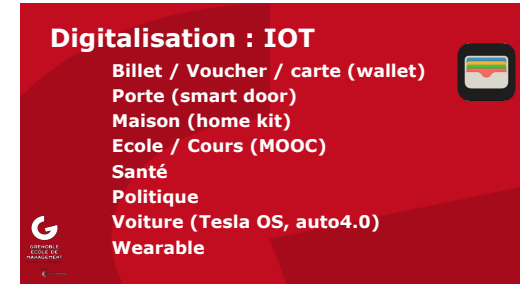 Digitalisation : IOT
Billet / Voucher / carte (wallet)
Porte (smart door)
Maison (home kit)
Ecole / Cours (MOOC)
Santé
Politique
Voiture (Tesla OS, auto4.0)
Wearable
GRENOBLE
ECOLE DE
MANAGEMENT